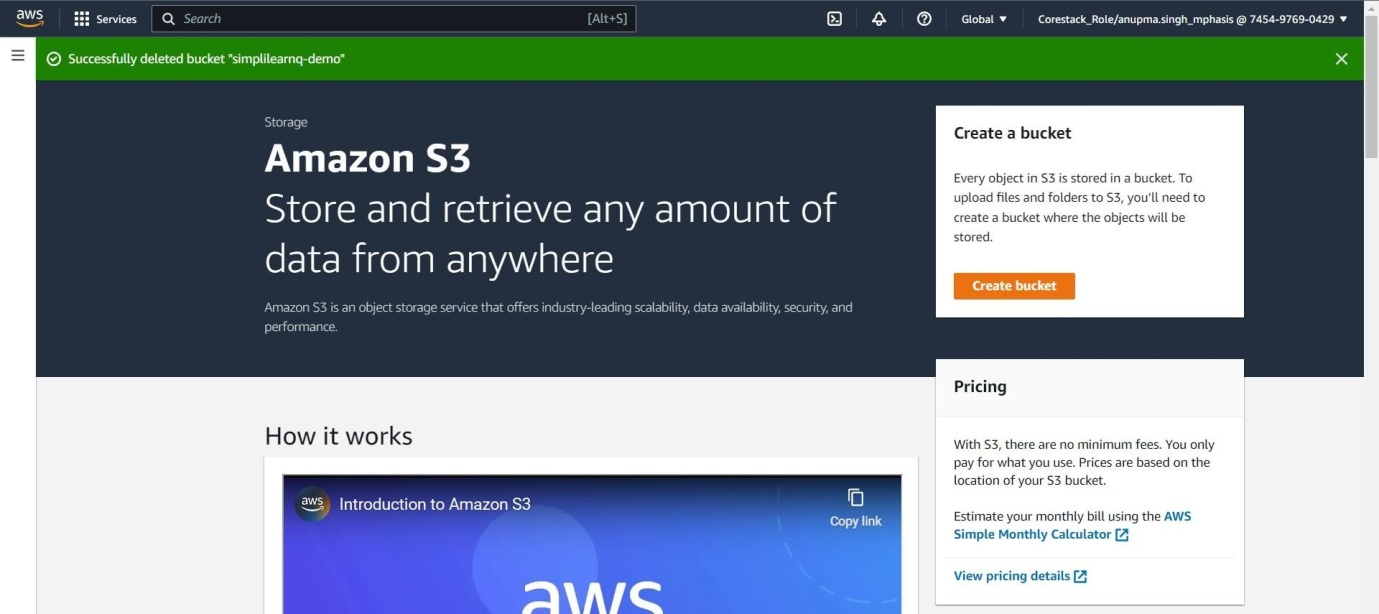 aws
Services
Search
[Alt+S]
Global
Corestack_Role/anupma.singh_mphasis @ 7454-9769-0429
Successfully deleted bucket "simplilearnq-demo"
Storage
Amazon S3
Store and retrieve any amount of
data from anywhere
Amazon S3 is an object storage service that offers industry-leading scalability, data availability, security, and
performance.
Create a bucket
Every object in S3 is stored in a bucket. To
upload files and folders to S3, you'll need to
create a bucket where the objects will be
stored.
Create bucket
Pricing
With S3, there are no minimum fees. You only
pay for what you use. Prices are based on the
location of your S3 bucket.
Estimate your monthly bill using the AWS
Simple Monthly Calculator
View pricing details
How it works
aws
Introduction to Amazon S3
Copy link
aws